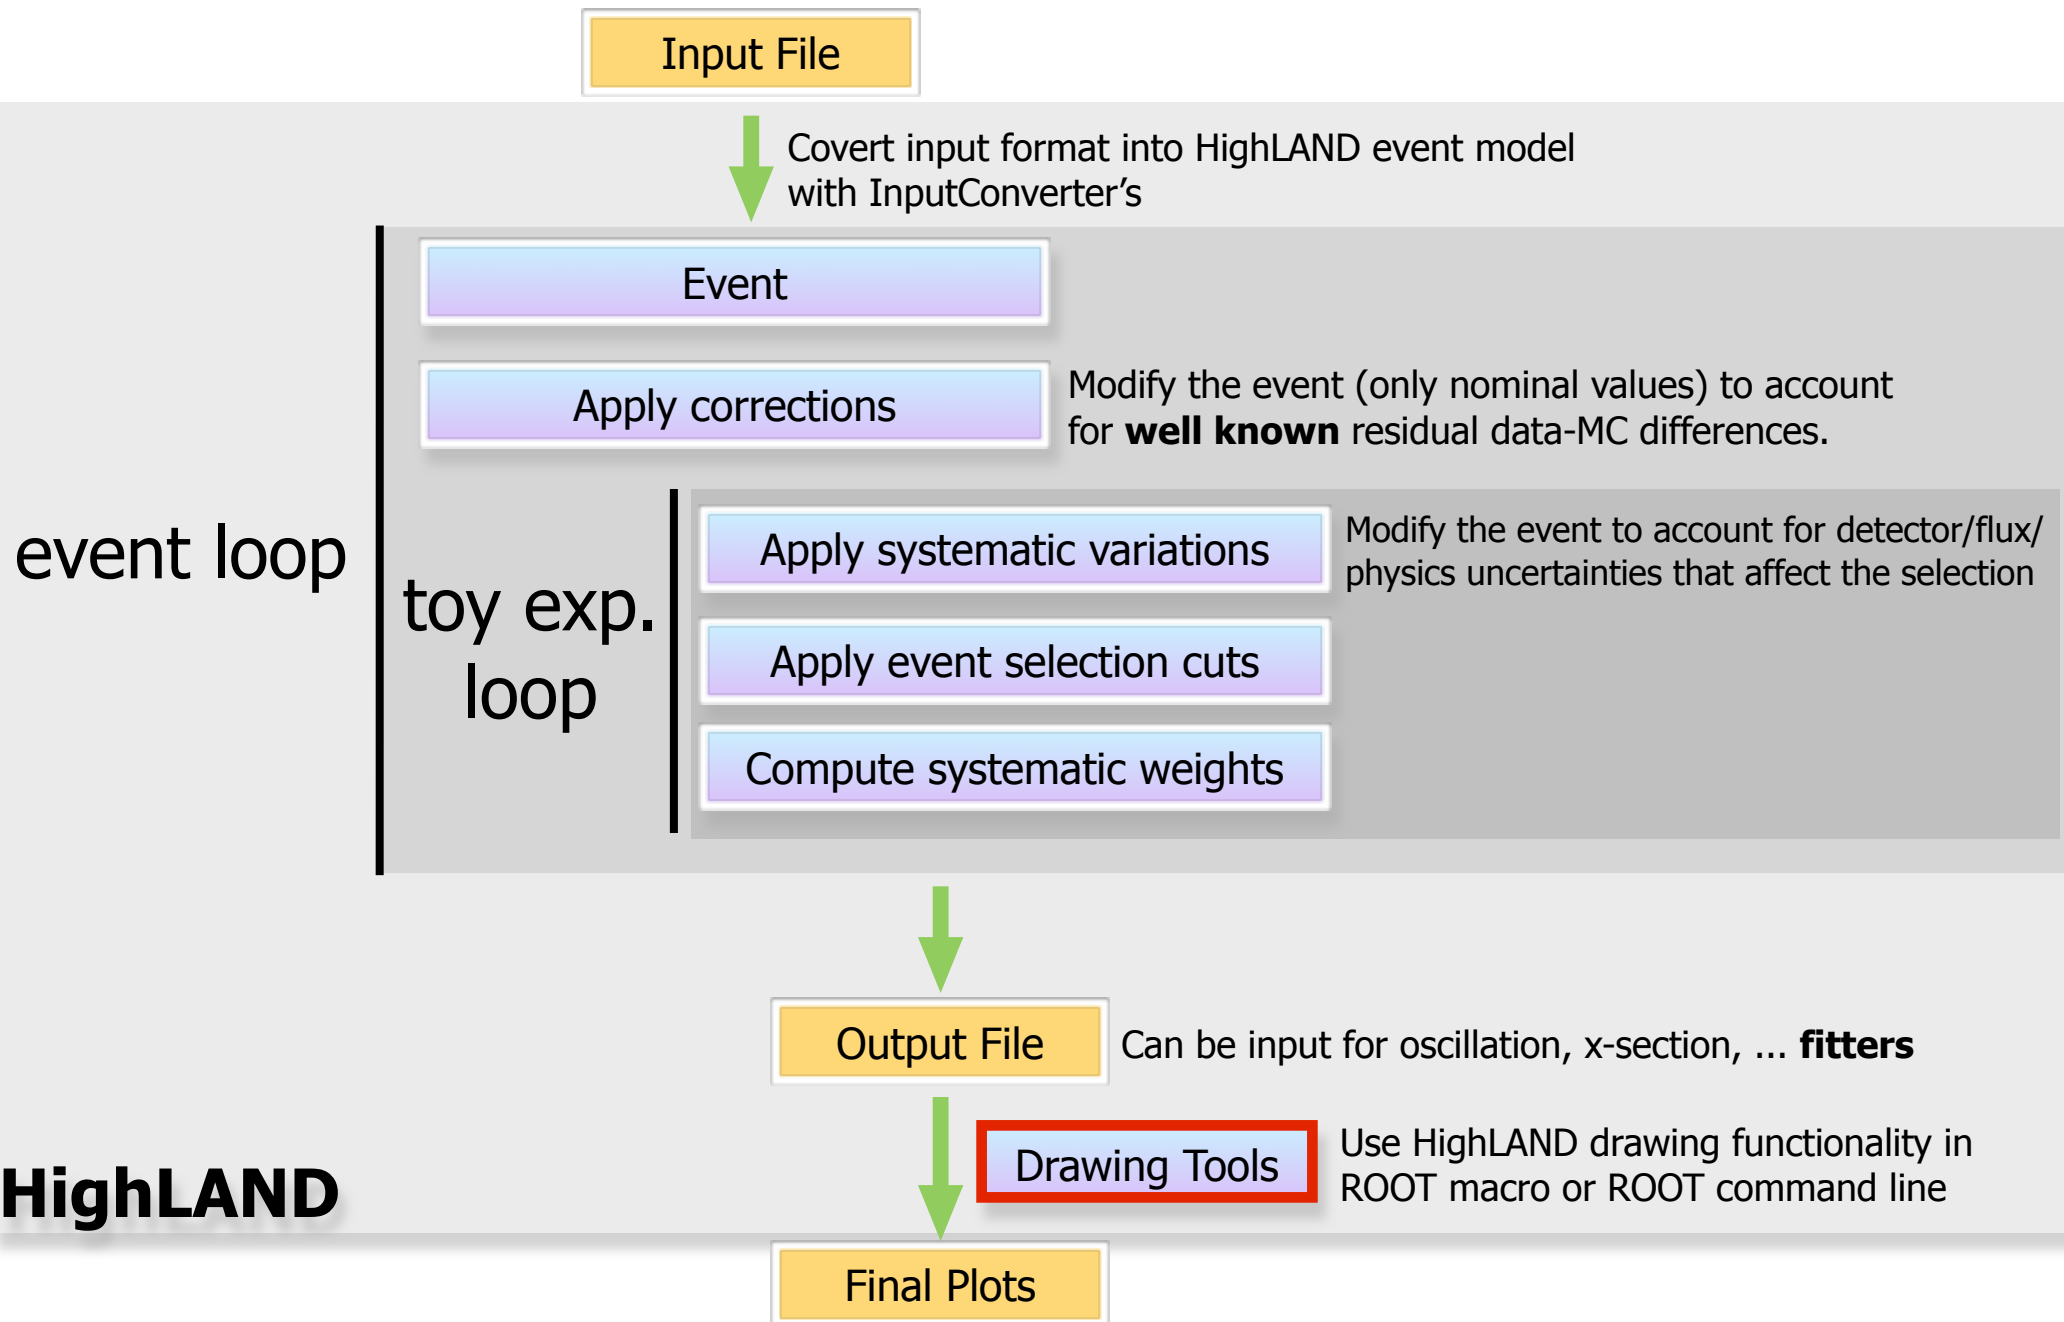 Input File
Covert input format into HighLAND event model
with InputConverter’s
Event
Apply corrections
Modify the event (only nominal values) to account
for well known residual data-MC differences.
event loop
toy exp.
loop
Apply systematic variations
Modify the event to account for detector/flux/
physics uncertainties that affect the selection
Apply event selection cuts
Compute systematic weights
Output File
Can be input for oscillation, x-section, ... fitters
Drawing Tools
Use HighLAND drawing functionality in
ROOT macro or ROOT command line
HighLAND
Final Plots